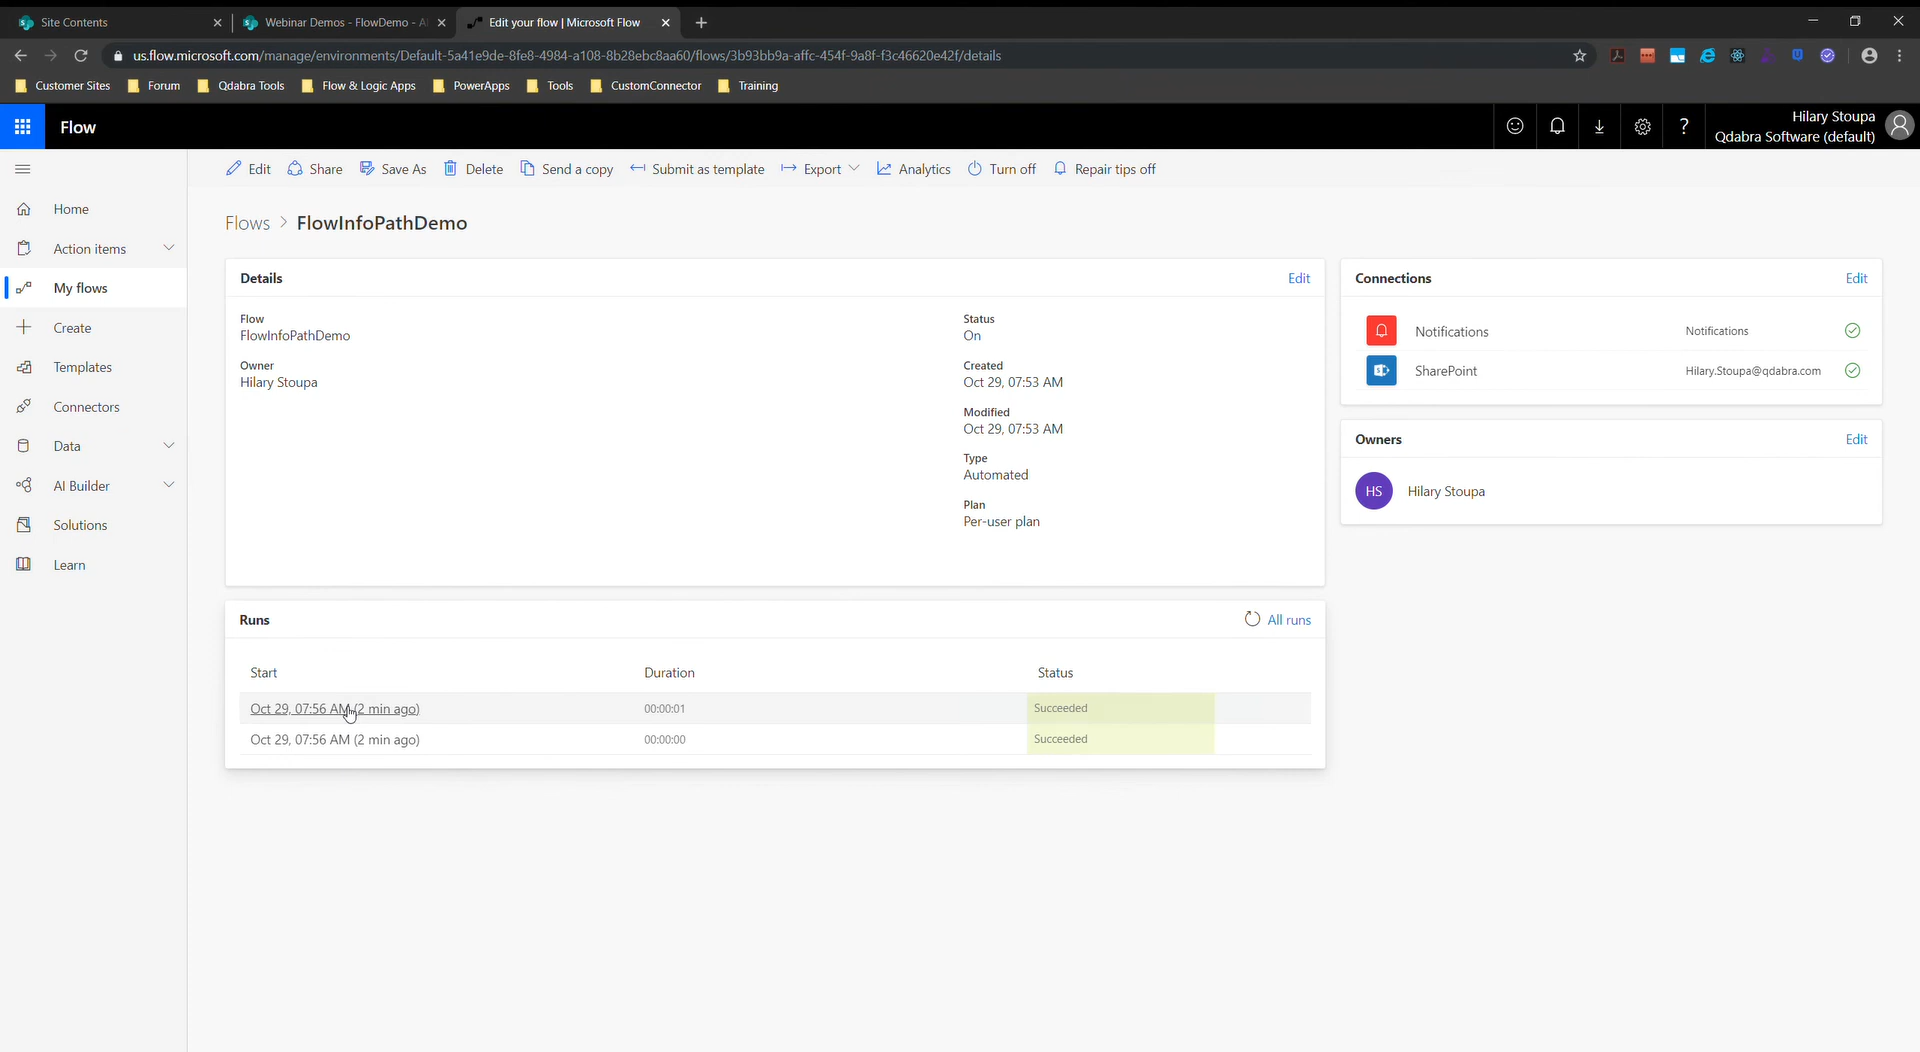 Site Contents
Webinar Demos - FlowDemo - Al
Edit your flow | Microsoft Flow
us.flow.microsoft.com/manage/environments/Default-5a41e9de-8fe8-4984-a108-8b28ebc8aa60/flows/3b93bb9a-affc-454f-9a8f-f3c46620e42f/details
Customer Sites
Forum
Qdabra Tools
Flow & Logic Apps
PowerApps
Tools
CustomConnector
Training
Flow
?
Hilary Stoupa
Qdabra Software (default)
Edit
Share
Save As
Delete
Send a copy
Submit as template
Export
Analytics
Turn off
Repair tips off
Home
Action items
My flows
Create
Templates
Connectors
Data
AI Builder
Solutions
Learn
Flows > FlowInfoPathDemo
Details
Edit
Flow
FlowInfoPathDemo
Owner
Hilary Stoupa
Status
On
Created
Oct 29, 07:53 AM
Modified
Oct 29, 07:53 AM
Type
Automated
Plan
Per-user plan
Connections
Edit
Notifications
Notifications
SharePoint
Hilary.Stoupa@qdabra.com
Owners
Edit
HS
Hilary Stoupa
Runs
All runs
Start
Duration
Status
Oct 29, 07:56 AM (2 min ago)
00:00:01
Succeeded
Oct 29, 07:56 AM (2 min ago)
00:00:00
Succeeded